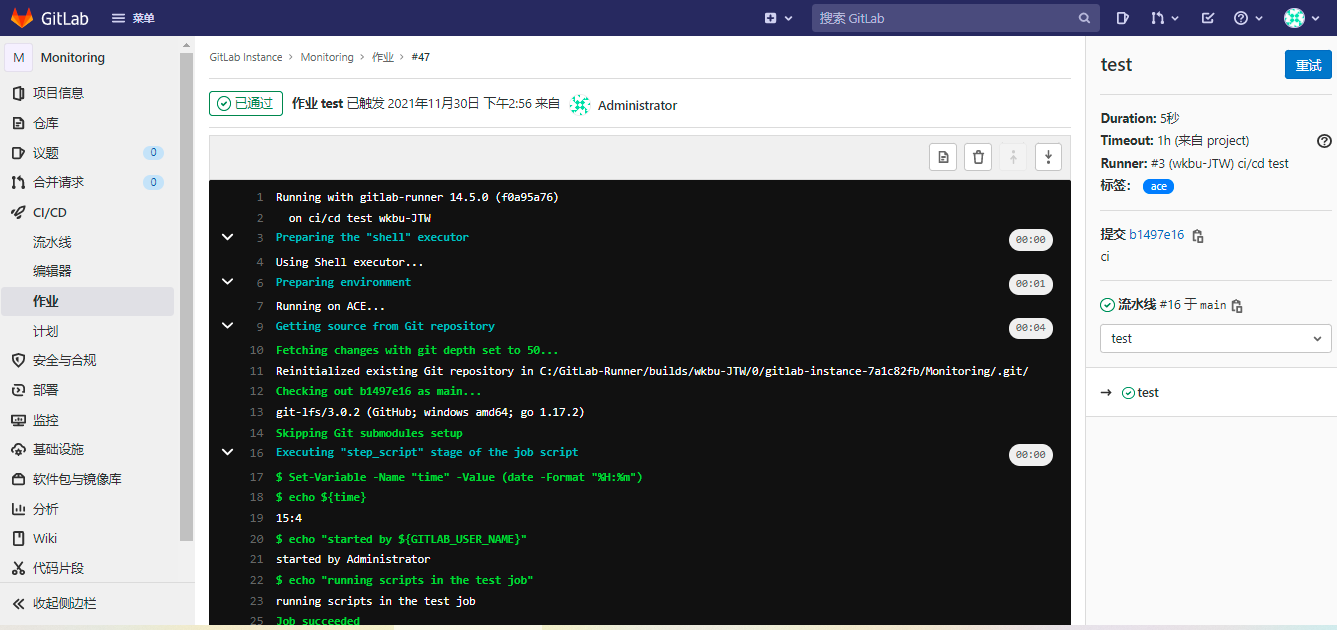 GitLab 菜单 搜索 GitLab
M Monitoring
项目信息
仓库
议题 0
合并请求 0
CI/CD
流水线
编辑器
作业
计划
安全与合规
部署
监控
基础设施
软件包与镜像库
分析
Wiki
代码片段
收起侧边栏
GitLab Instance › Monitoring › 作业 › #47
已通过 作业 test 已触发 2021年11月30日 下午2:56 来自 Administrator
1 Running with gitlab-runner 14.5.0 (f0a95a76)
2 on ci/cd test wkbu-JTW
3 Preparing the "shell" executor 00:00
4 Using Shell executor...
6 Preparing environment 00:01
7 Running on ACE...
9 Getting source from Git repository 00:04
10 Fetching changes with git depth set to 50...
11 Reinitialized existing Git repository in C:/GitLab-Runner/builds/wkbu-JTW/0/gitlab-instance-7a1c82fb/Monitoring/.git/
12 Checking out b1497e16 as main...
13 git-lfs/3.0.2 (GitHub; windows amd64; go 1.17.2)
14 Skipping Git submodules setup
16 Executing "step_script" stage of the job script 00:00
17 $ Set-Variable -Name "time" -Value (date -Format "%H:%m")
18 $ echo ${time}
19 15:4
20 $ echo "started by ${GITLAB_USER_NAME}"
21 started by Administrator
22 $ echo "running scripts in the test job"
23 running scripts in the test job
25 Job succeeded
test 重试
Duration: 5秒
Timeout: 1h (来自 project)
Runner: #3 (wkbu-JTW) ci/cd test
标签: ace
提交 b1497e16
ci
流水线 #16 于 main
test
→ test